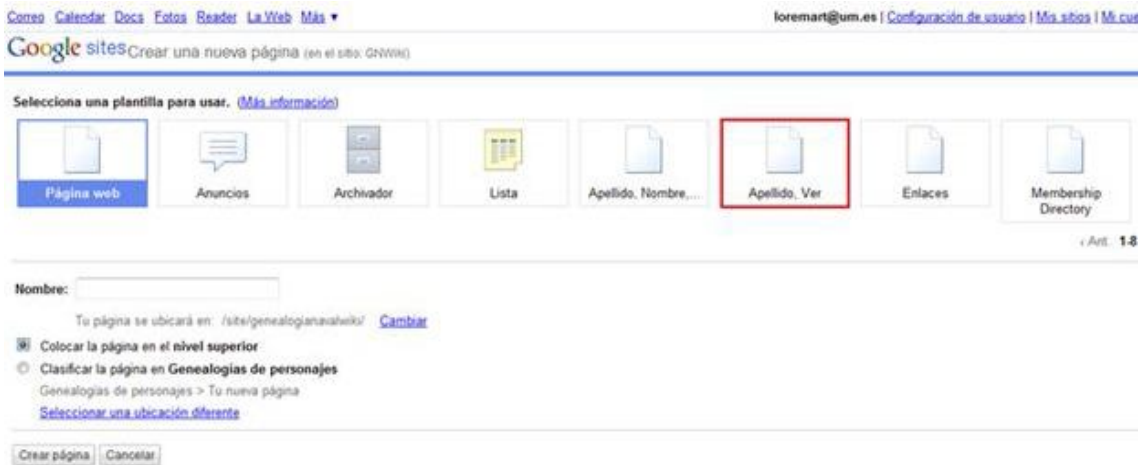 Correo Calendar Docs Fotos Reader La Web Más ▼ loremart@um.es | Configuración de usuario | Mis sitios | Mi cue
Google sites Crear una nueva página (en el sitio: GNWiki)
Selecciona una plantilla para usar. (Más información)
Página web Anuncios Archivador Lista Apellido, Nombre,... Apellido, Ver Enlaces Membership Directory
‹ Ant. 1-8
Nombre:
Tu página se ubicará en: /site/genealogianavalwiki/ Cambiar
Colocar la página en el nivel superior
Clasificar la página en Genealogías de personajes
Genealogías de personajes > Tu nueva página
Seleccionar una ubicación diferente
Crear página Cancelar